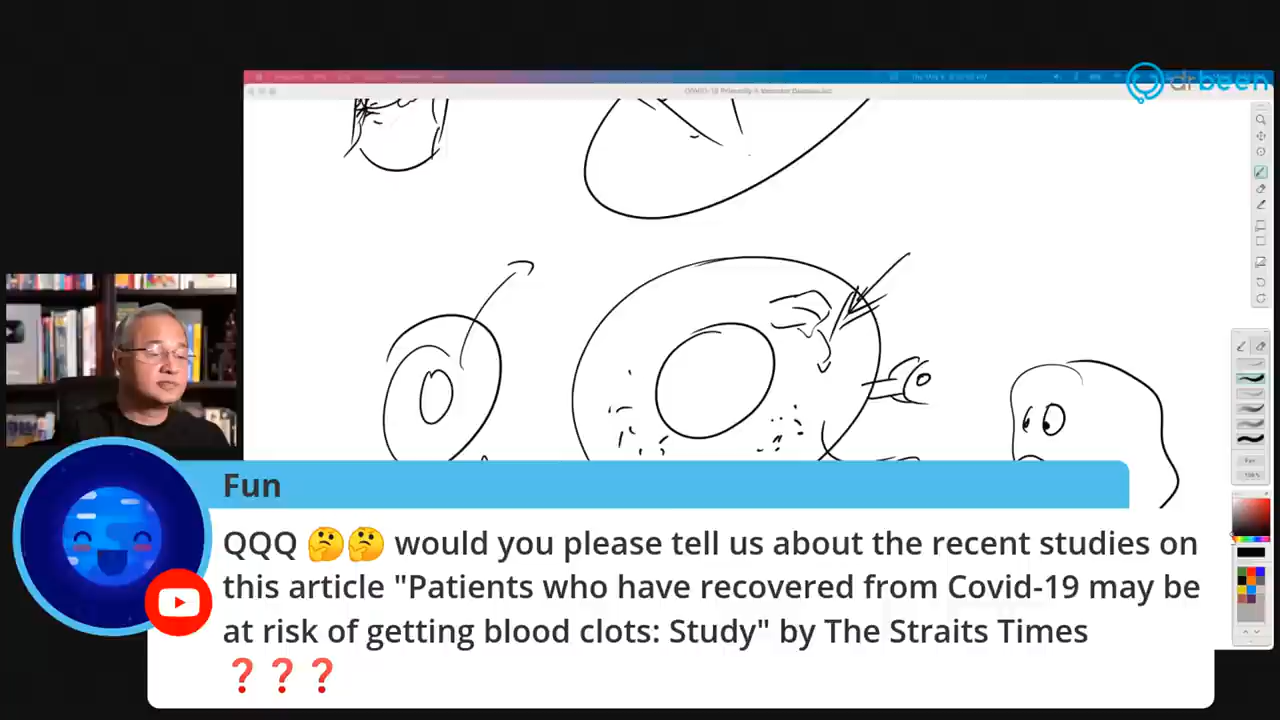 drbeen
Fun
QQQ 🤔🤔 would you please tell us about the recent studies on
this article "Patients who have recovered from Covid-19 may be
at risk of getting blood clots: Study" by The Straits Times
❓❓❓